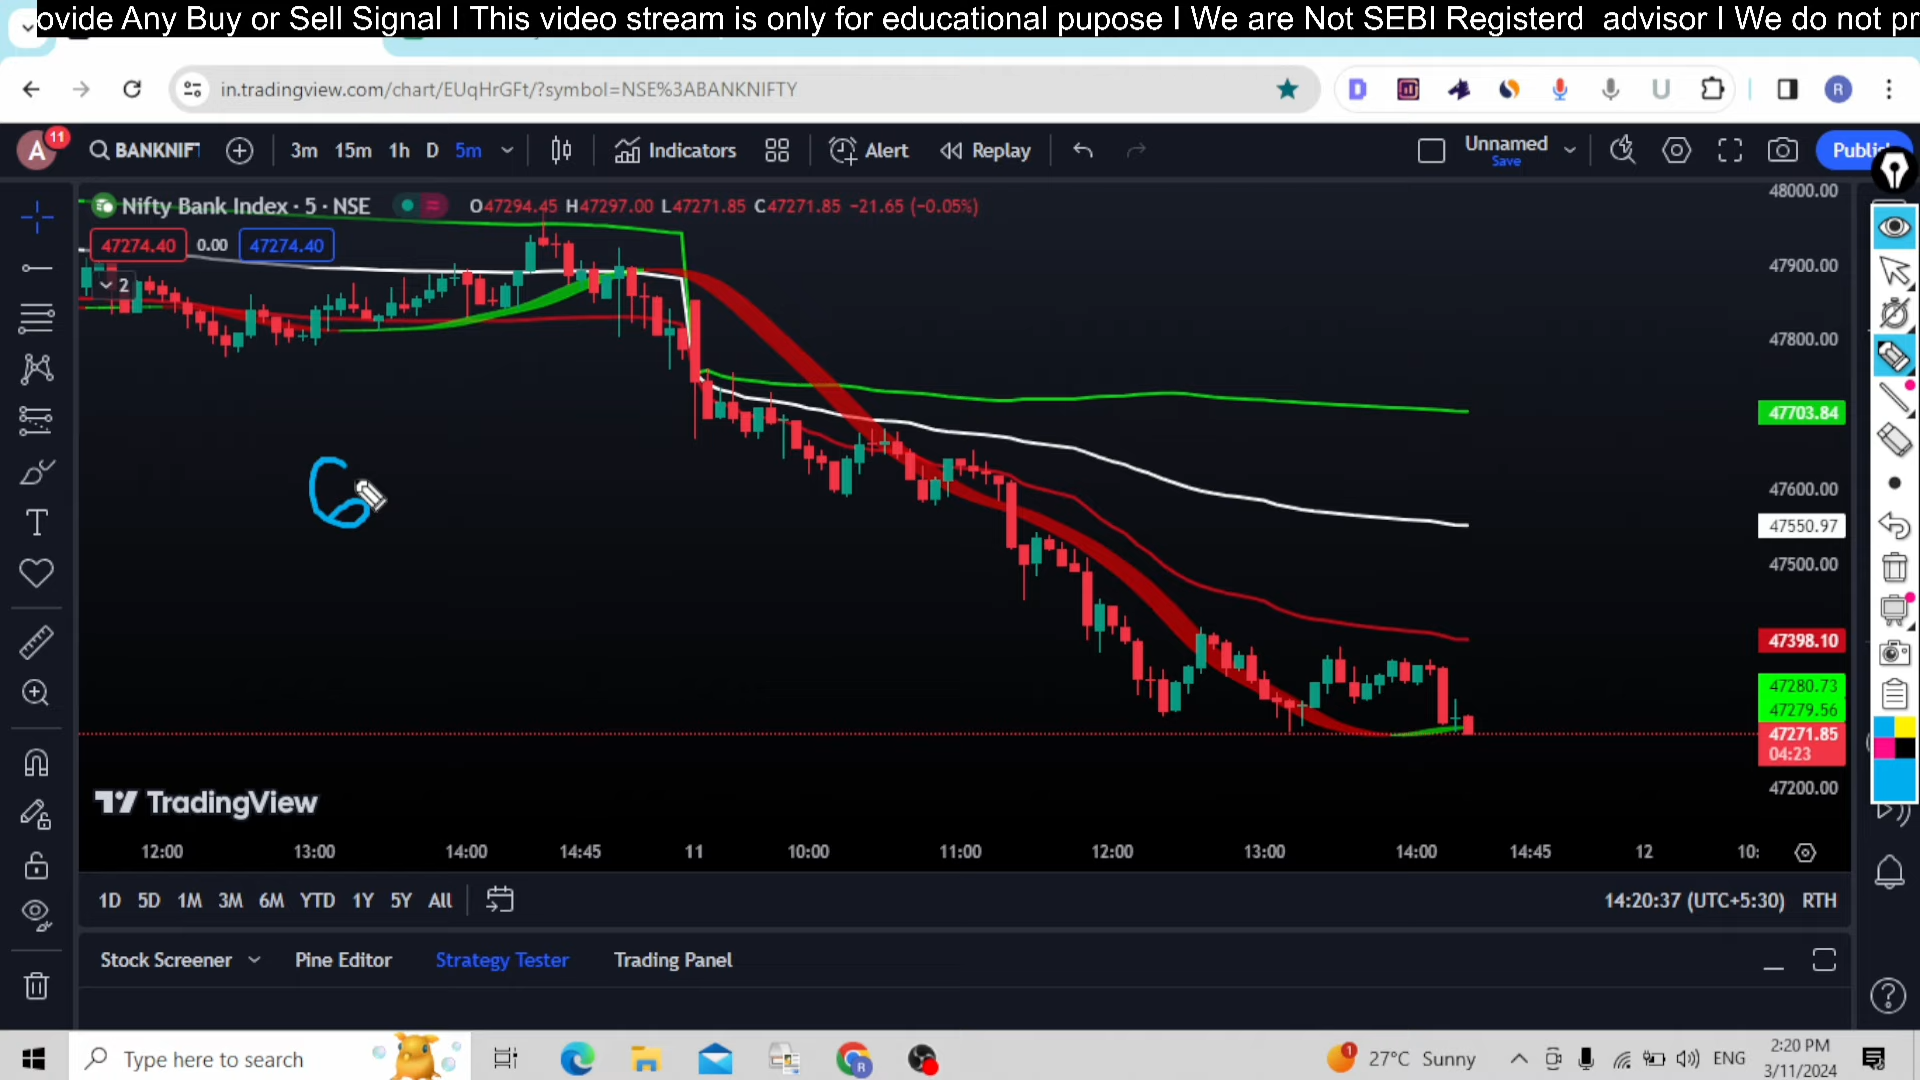 ovide Any Buy or Sell Signal I This video stream is only for educational pupose I We are Not SEBI Registerd advisor I We do not pr
in.tradingview.com/chart/EUqHrGFt/?symbol=NSE%3ABANKNIFTY
D
U
R
A
11
BANKNIF
3m
15m
1h
D
5m
Indicators
Alert
Replay
Unnamed
Save
Publi
Nifty Bank Index · 5 · NSE
O47294.45 H47297.00 L47271.85 C47271.85 −21.65 (−0.05%)
47274.40
0.00
47274.40
2
48000.00
47900.00
47800.00
47703.84
47600.00
47550.97
47500.00
47398.10
47280.73
47279.56
47271.85
04:23
47200.00
TradingView
12:00
13:00
14:00
14:45
11
10:00
11:00
12:00
13:00
14:00
14:45
12
10:
1D
5D
1M
3M
6M
YTD
1Y
5Y
All
14:20:37 (UTC+5:30)
RTH
Stock Screener
Pine Editor
Strategy Tester
Trading Panel
Type here to search
R
1
27°C Sunny
ENG
2:20 PM
3/11/2024